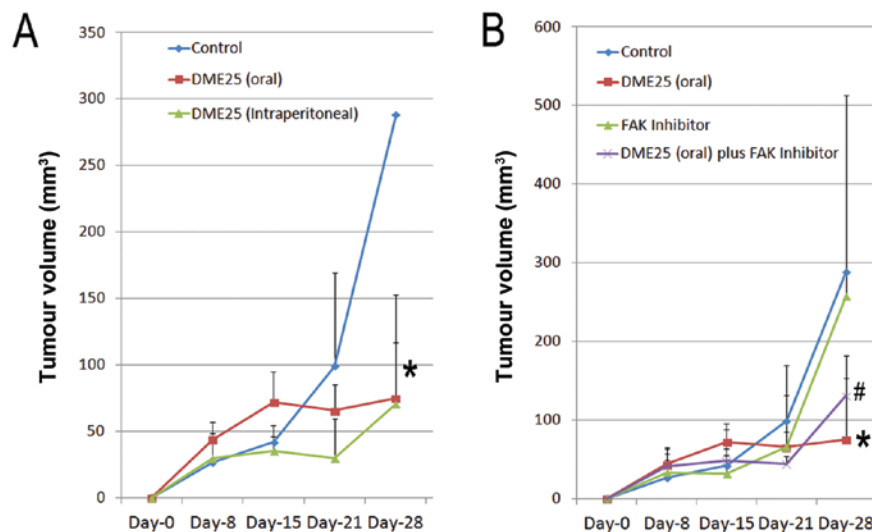 A
Tumour volume (mm³)
350
300
250
200
150
100
50
0
Control
DME25 (oral)
DME25 (Intraperitoneal)
*
Day-0 Day-8 Day-15 Day-21 Day-28
B
Tumour volume (mm³)
600
500
400
300
200
100
0
Control
DME25 (oral)
FAK Inhibitor
DME25 (oral) plus FAK Inhibitor
#
*
Day-0 Day-8 Day-15 Day-21 Day-28